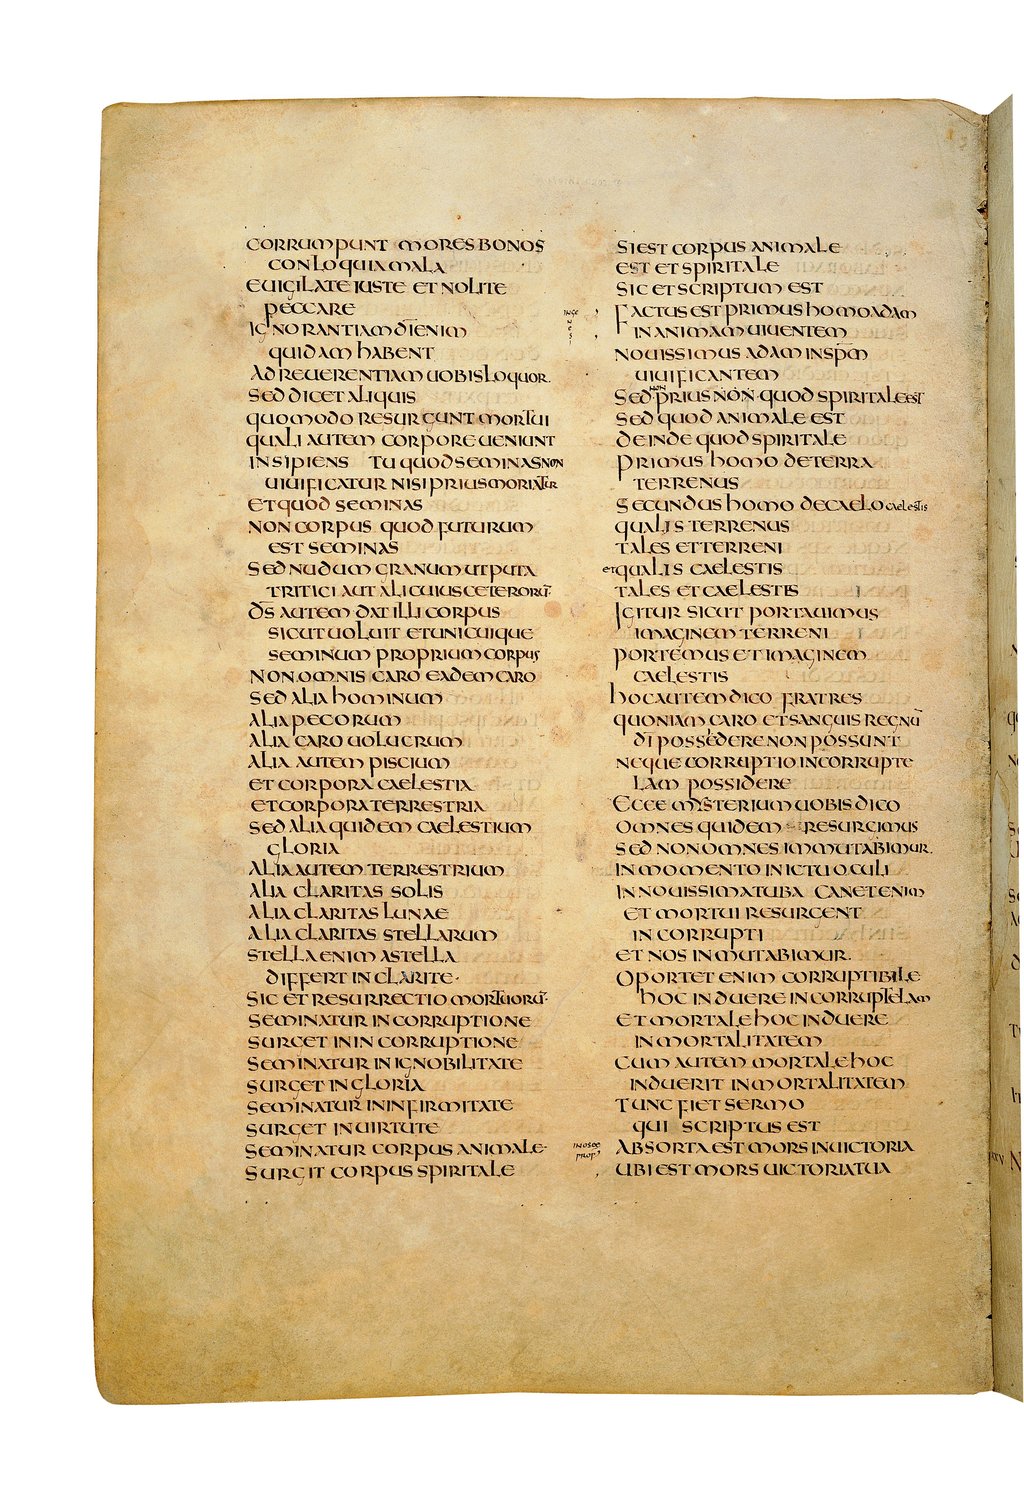 CORRUMPUNT MORES BONOS
CONLOQUIA MALA
EUIGILATE IUSTE ET NOLITE
PECCARE
IGNORANTIAM DĪ ENIM
QUIDAM HABENT
AD REUERENTIAM UOBIS LOQUOR
SED DICET ALIQUIS
QUOMODO RESURGUNT MORTUI
QUALI AUTEM CORPORE UENIUNT
INSIPIENS TU QUOD SEMINAS NON
UIUIFICATUR NISI PRIUS MORIATUR
ET QUOD SEMINAS
NON CORPUS QUOD FUTURUM
EST SEMINAS
SED NUDUM GRANUM UT PUTA
TRITICI AUT ALICUIUS CETERORŪ
DS̄ AUTEM DAT ILLI CORPUS
SICUT UOLUIT ET UNICUIQUE
SEMINUM PROPRIUM CORPUS
NON OMNIS CARO EADEM CARO
SED ALIA HOMINUM
ALIA PECORUM
ALIA CARO UOLUCRUM
ALIA AUTEM PISCIUM
ET CORPORA CAELESTIA
ET CORPORA TERRESTRIA
SED ALIA QUIDEM CAELESTIUM
GLORIA
ALIA AUTEM TERRESTRIUM
ALIA CLARITAS SOLIS
ALIA CLARITAS LUNAE
ALIA CLARITAS STELLARUM
STELLA ENIM A STELLA
DIFFERT IN CLARITE·
SIC ET RESURRECTIO MORTUORŪ·
SEMINATUR IN CORRUPTIONE
SURGET IN INCORRUPTIONE
SEMINATUR IN IGNOBILITATE
SURGET IN GLORIA
SEMINATUR IN INFIRMITATE
SURGET IN UIRTUTE
SEMINATUR CORPUS ANIMALE·
SURGIT CORPUS SPIRITALE
SI EST CORPUS ANIMALE
EST ET SPIRITALE
SIC ET SCRIPTUM EST
IN GE
NES
FACTUS EST PRIMUS HOMO ADAM
IN ANIMAM UIUENTEM
NOUISSIMUS ADAM IN SPM̄
UIUIFICANTEM
SED NON PRIUS NON QUOD SPIRITALE EST
SED QUOD ANIMALE EST
DEINDE QUOD SPIRITALE
PRIMUS HOMO DE TERRA
TERRENUS
SECUNDUS HOMO DE CAELO CAELESTIS
QUALIS TERRENUS
TALES ET TERRENI
ET QUALIS CAELESTIS
TALES ET CAELESTIS
IGITUR SICUT PORTAUIMUS
IMAGINEM TERRENI
PORTEMUS ET IMAGINEM
CAELESTIS
HOC AUTEM DICO FRATRES
QUONIAM CARO ET SANGUIS REGNŪ
DĪ POSSEDERE NON POSSUNT
NEQUE CORRUPTIO INCORRUPTE
LAM POSSIDERE
ECCE MYSTERIUM UOBIS DICO
OMNES QUIDEM RESURGIMUS
SED NON OMNES IMMUTABIMUR.
IN MOMENTO IN ICTU OCULI
IN NOUISSIMA TUBA CANET ENIM
ET MORTUI RESURGENT
INCORRUPTI
ET NOS INMUTABIMUR.
OPORTET ENIM CORRUPTIBILE
HOC INDUERE INCORRUPTELAM
ET MORTALE HOC INDUERE
INMORTALITATEM
CUM AUTEM MORTALE HOC
INDUERIT INMORTALITATEM
TUNC FIET SERMO
QUI SCRIPTUS EST
IN OSEE
PROP
ABSORTA EST MORS IN UICTORIA
UBI EST MORS UICTORIA TUA